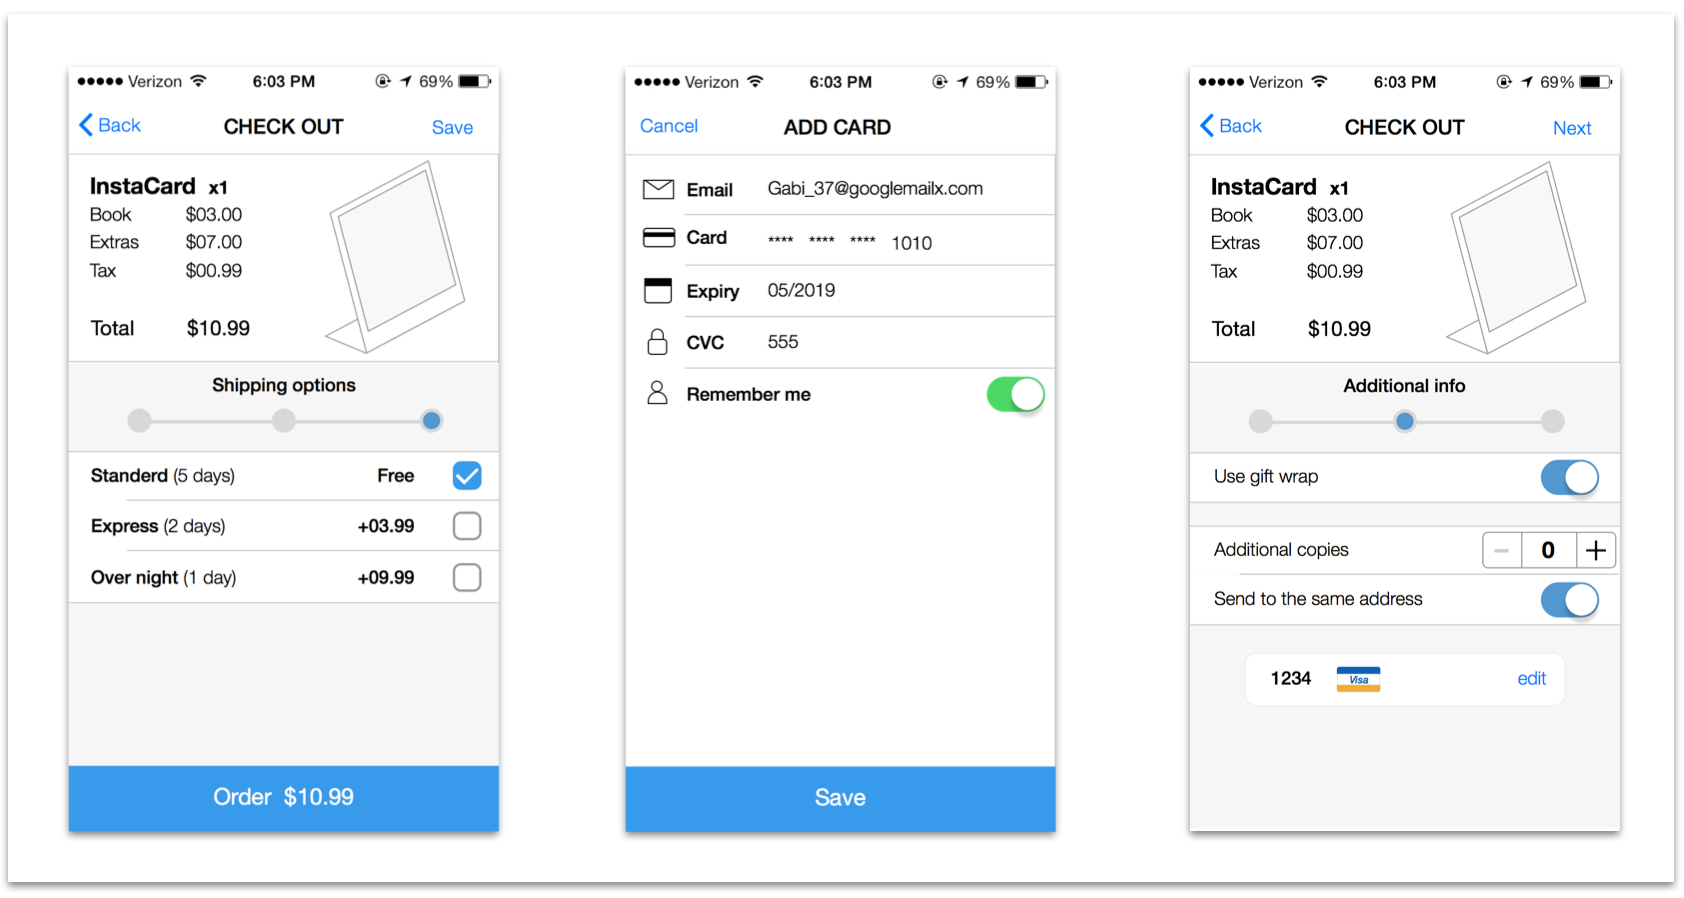 Verizon 6:03 PM 69%
Back CHECK OUT Save
InstaCard x1
Book $03.00
Extras $07.00
Tax $00.99
Total $10.99
Shipping options
Standerd (5 days) Free
Express (2 days) +03.99
Over night (1 day) +09.99
Order $10.99
Verizon 6:03 PM 69%
Cancel ADD CARD
Email Gabi_37@googlemailx.com
Card **** **** **** 1010
Expiry 05/2019
CVC 555
Remember me
Save
Verizon 6:03 PM 69%
Back CHECK OUT Next
InstaCard x1
Book $03.00
Extras $07.00
Tax $00.99
Total $10.99
Additional info
Use gift wrap
Additional copies − 0 +
Send to the same address
1234 Visa edit